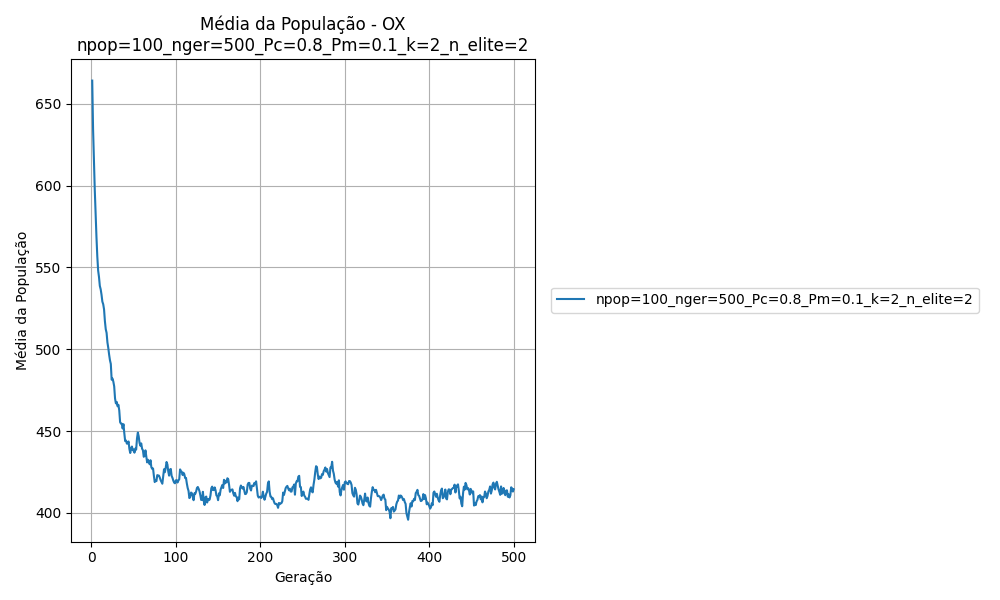 Média da População - OX
npop=100_nger=500_Pc=0.8_Pm=0.1_k=2_n_elite=2
Média da População
650
600
550
500
450
400
0
100
200
300
400
500
Geração
npop=100_nger=500_Pc=0.8_Pm=0.1_k=2_n_elite=2